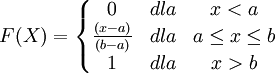 F(X) = { 0 dla x < a
(x−a)/(b−a) dla a ≤ x ≤ b
1 dla x > b